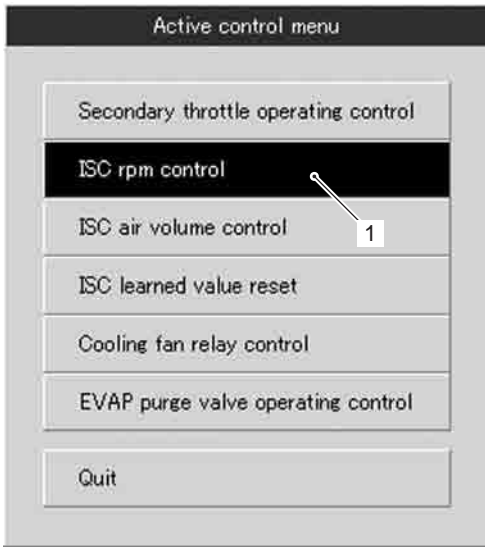 Active control menu
Secondary throttle operating control
ISC rpm control
1
ISC air volume control
ISC learned value reset
Cooling fan relay control
EVAP purge valve operating control
Quit